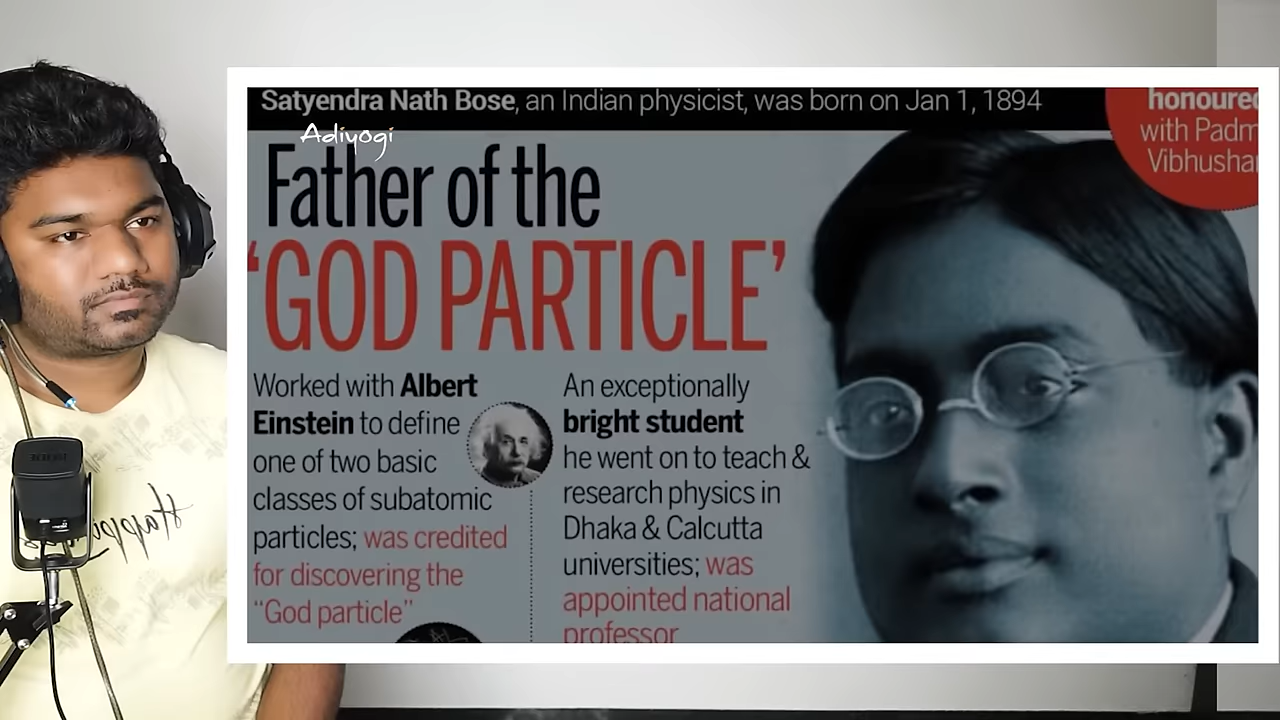 Satyendra Nath Bose, an Indian physicist, was born on Jan 1, 1894
honoured
with Padm
Vibhusha
Adiyogi
Father of the
‘GOD PARTICLE’
Worked with Albert
Einstein to define
one of two basic
classes of subatomic
particles; was credited
for discovering the
“God particle”
An exceptionally
bright student
he went on to teach &
research physics in
Dhaka & Calcutta
universities; was
appointed national
professor